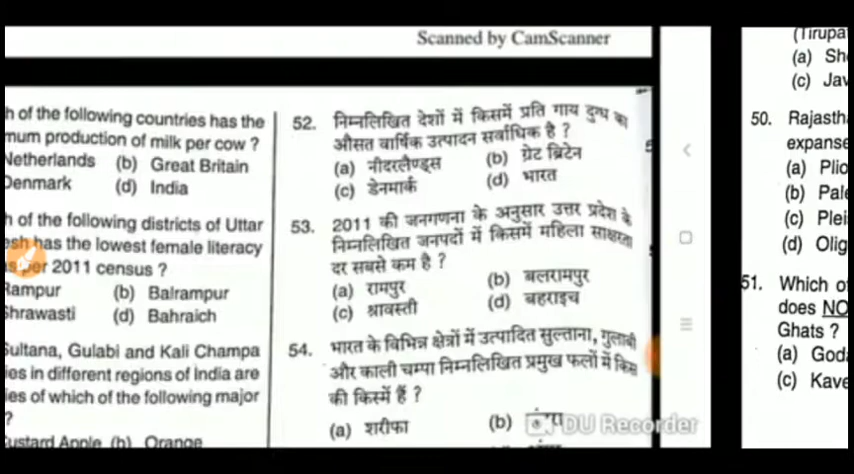 Scanned by CamScanner
h of the following countries has the
mum production of milk per cow ?
Netherlands (b) Great Britain
Denmark (d) India
h of the following districts of Uttar
esh has the lowest female literacy
per 2011 census ?
Rampur (b) Balrampur
Shrawasti (d) Bahraich
Sultana, Gulabi and Kali Champa
ies in different regions of India are
ies of which of the following major
?
Custard Apple (b) Orange
52. निम्नलिखित देशों में किसमें प्रति गाय दुग्ध का
औसत वार्षिक उत्पादन सर्वाधिक है ?
(a) नीदरलैण्ड्स (b) ग्रेट ब्रिटेन
(c) डेनमार्क (d) भारत
53. 2011 की जनगणना के अनुसार उत्तर प्रदेश के
निम्नलिखित जनपदों में किसमें महिला साक्षरता
दर सबसे कम है ?
(a) रामपुर (b) बलरामपुर
(c) श्रावस्ती (d) बहराइच
54. भारत के विभिन्न क्षेत्रों में उत्पादित सुल्ताना, गुलाबी
और काली चम्पा निम्नलिखित प्रमुख फलों में किस
की किस्में हैं ?
(a) शरीफा (b)
DU Recorder
(Tirupa
(a) Sh
(c) Jav
50. Rajasth
expanse
(a) Plio
(b) Pale
(c) Plei
(d) Olig
51. Which o
does NO
Ghats ?
(a) Goda
(c) Kave